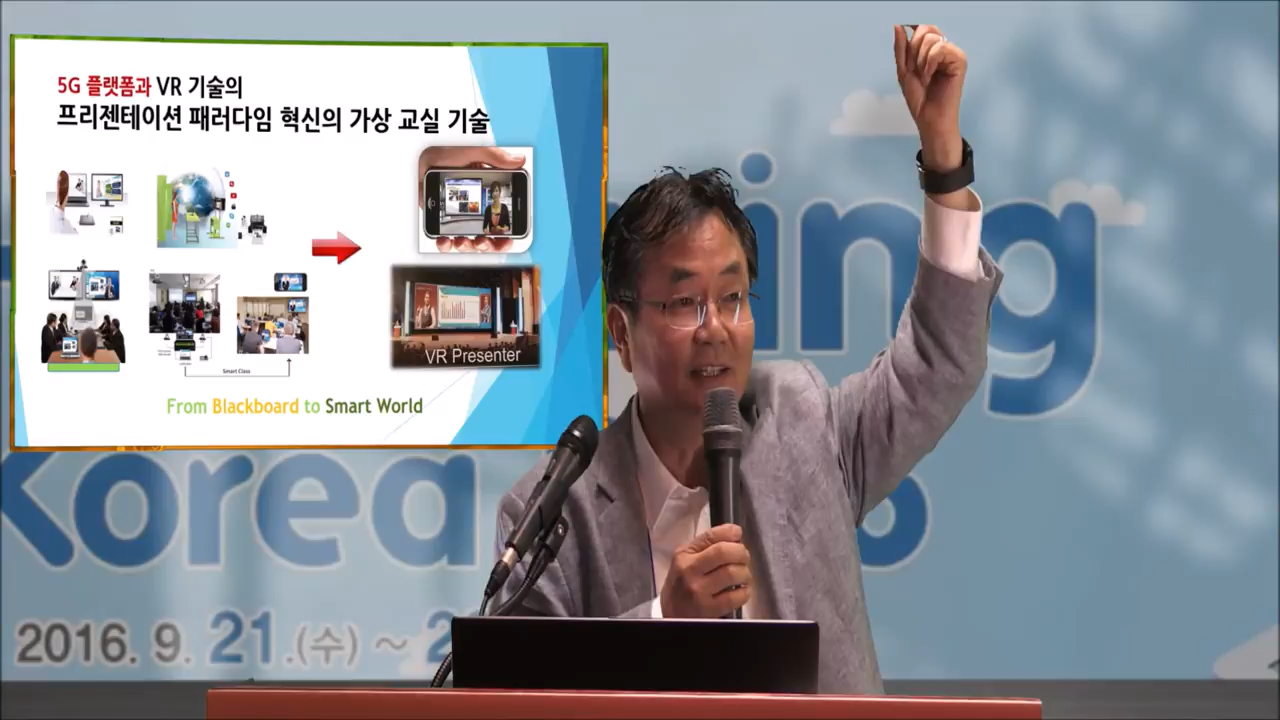 5G 플랫폼과 VR 기술의
프리젠테이션 패러다임 혁신의 가상 교실 기술
VR Presenter
Smart Class
From Blackboard to Smart World
ing
Korea
2016. 9. 21.(수) ~ 2